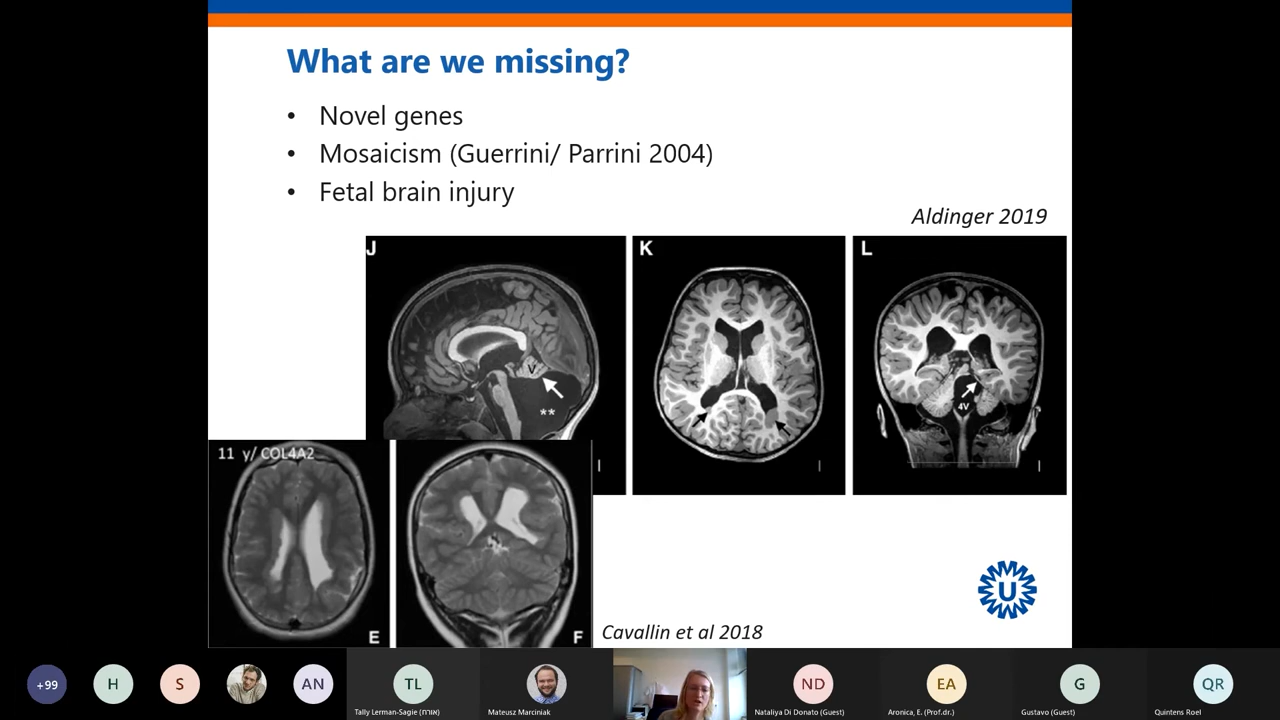 What are we missing?
• Novel genes
• Mosaicism (Guerrini/ Parrini 2004)
• Fetal brain injury
Aldinger 2019
J
K
L
V
**
4V
11 y/ COL4A2
E
F
Cavallin et al 2018
U
+99
H
S
AN
TL
ND
EA
G
QR
Tally Lerman-Sagie (אורח)
Mateusz Marciniak
Nataliya Di Donato (Guest)
Aronica, E. (Prof.dr.)
Gustavo (Guest)
Quintens Roel